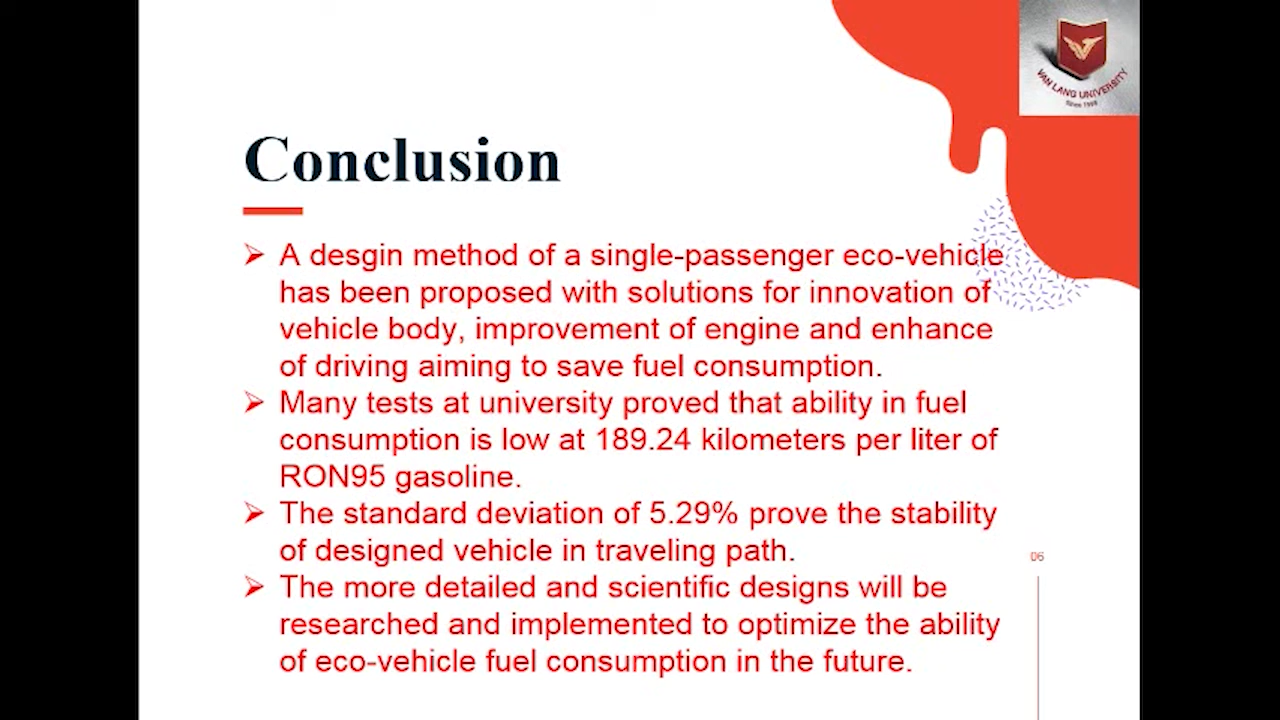 VAN LANG UNIVERSITY
Since 1995
Conclusion
A desgin method of a single-passenger eco-vehicle
has been proposed with solutions for innovation of
vehicle body, improvement of engine and enhance
of driving aiming to save fuel consumption.
Many tests at university proved that ability in fuel
consumption is low at 189.24 kilometers per liter of
RON95 gasoline.
The standard deviation of 5.29% prove the stability
of designed vehicle in traveling path.
06
The more detailed and scientific designs will be
researched and implemented to optimize the ability
of eco-vehicle fuel consumption in the future.